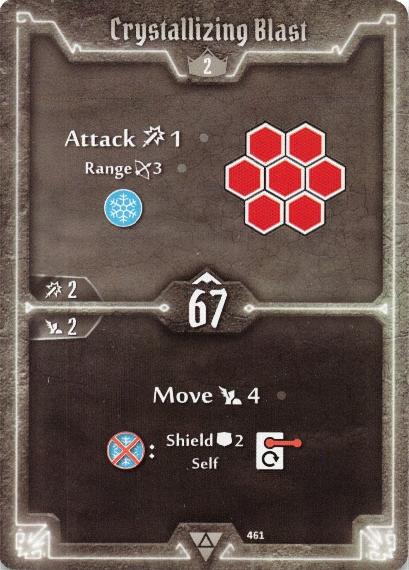 Crystallizing Blast
2
Attack 1
Range 3
2
67
2
Move 4
: Shield 2
Self
461